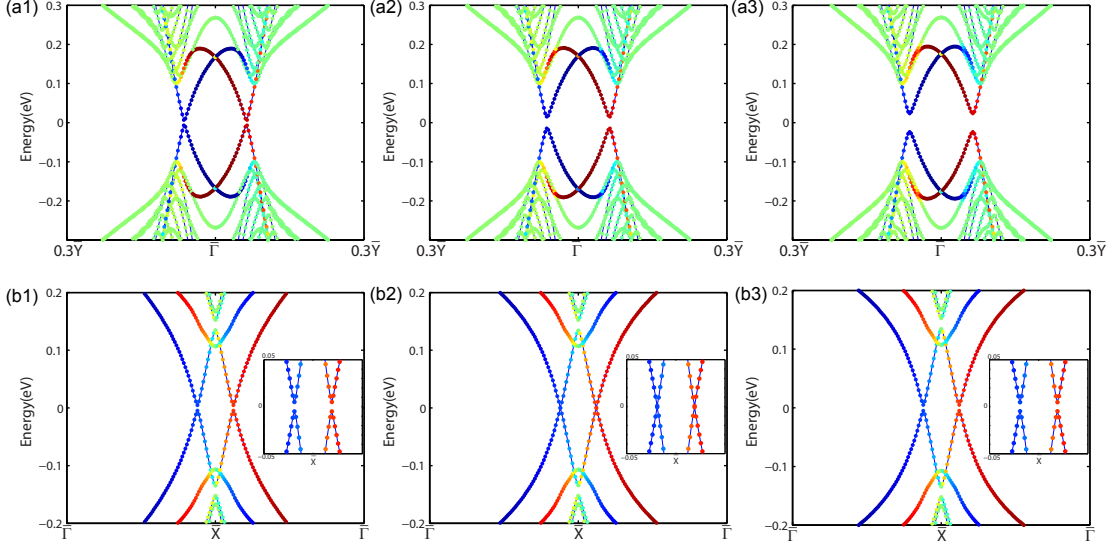 (a1)
0.3
0.2
0.1
0
−0.1
−0.2
Energy(eV)
0.3Ȳ
Γ̄
0.3Ȳ
(a2)
0.3
0.2
0.1
0
−0.1
−0.2
Energy(eV)
0.3Ȳ
Γ̄
0.3Ȳ
(a3)
0.3
0.2
0.1
0
−0.1
−0.2
Energy(eV)
0.3Ȳ
Γ̄
0.3Ȳ
(b1)
0.2
0.1
0
−0.1
−0.2
Energy(eV)
0.05
0
−0.05
X
Γ̄
X̄
Γ̄
(b2)
0.2
0.1
0
−0.1
−0.2
Energy(eV)
0.05
0
−0.05
X
Γ̄
X̄
Γ̄
(b3)
0.2
0.1
0
−0.1
−0.2
Energy(eV)
0.05
0
−0.05
X
Γ̄
X̄
Γ̄